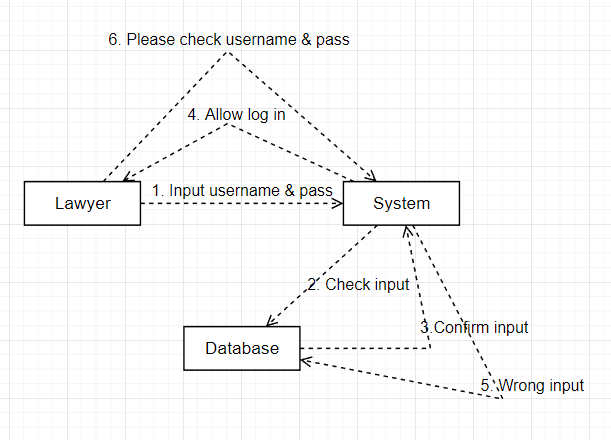 6. Please check username & pass
4. Allow log in
1. Input username & pass
Lawyer
System
2. Check input
3.Confirm input
Database
5. Wrong input